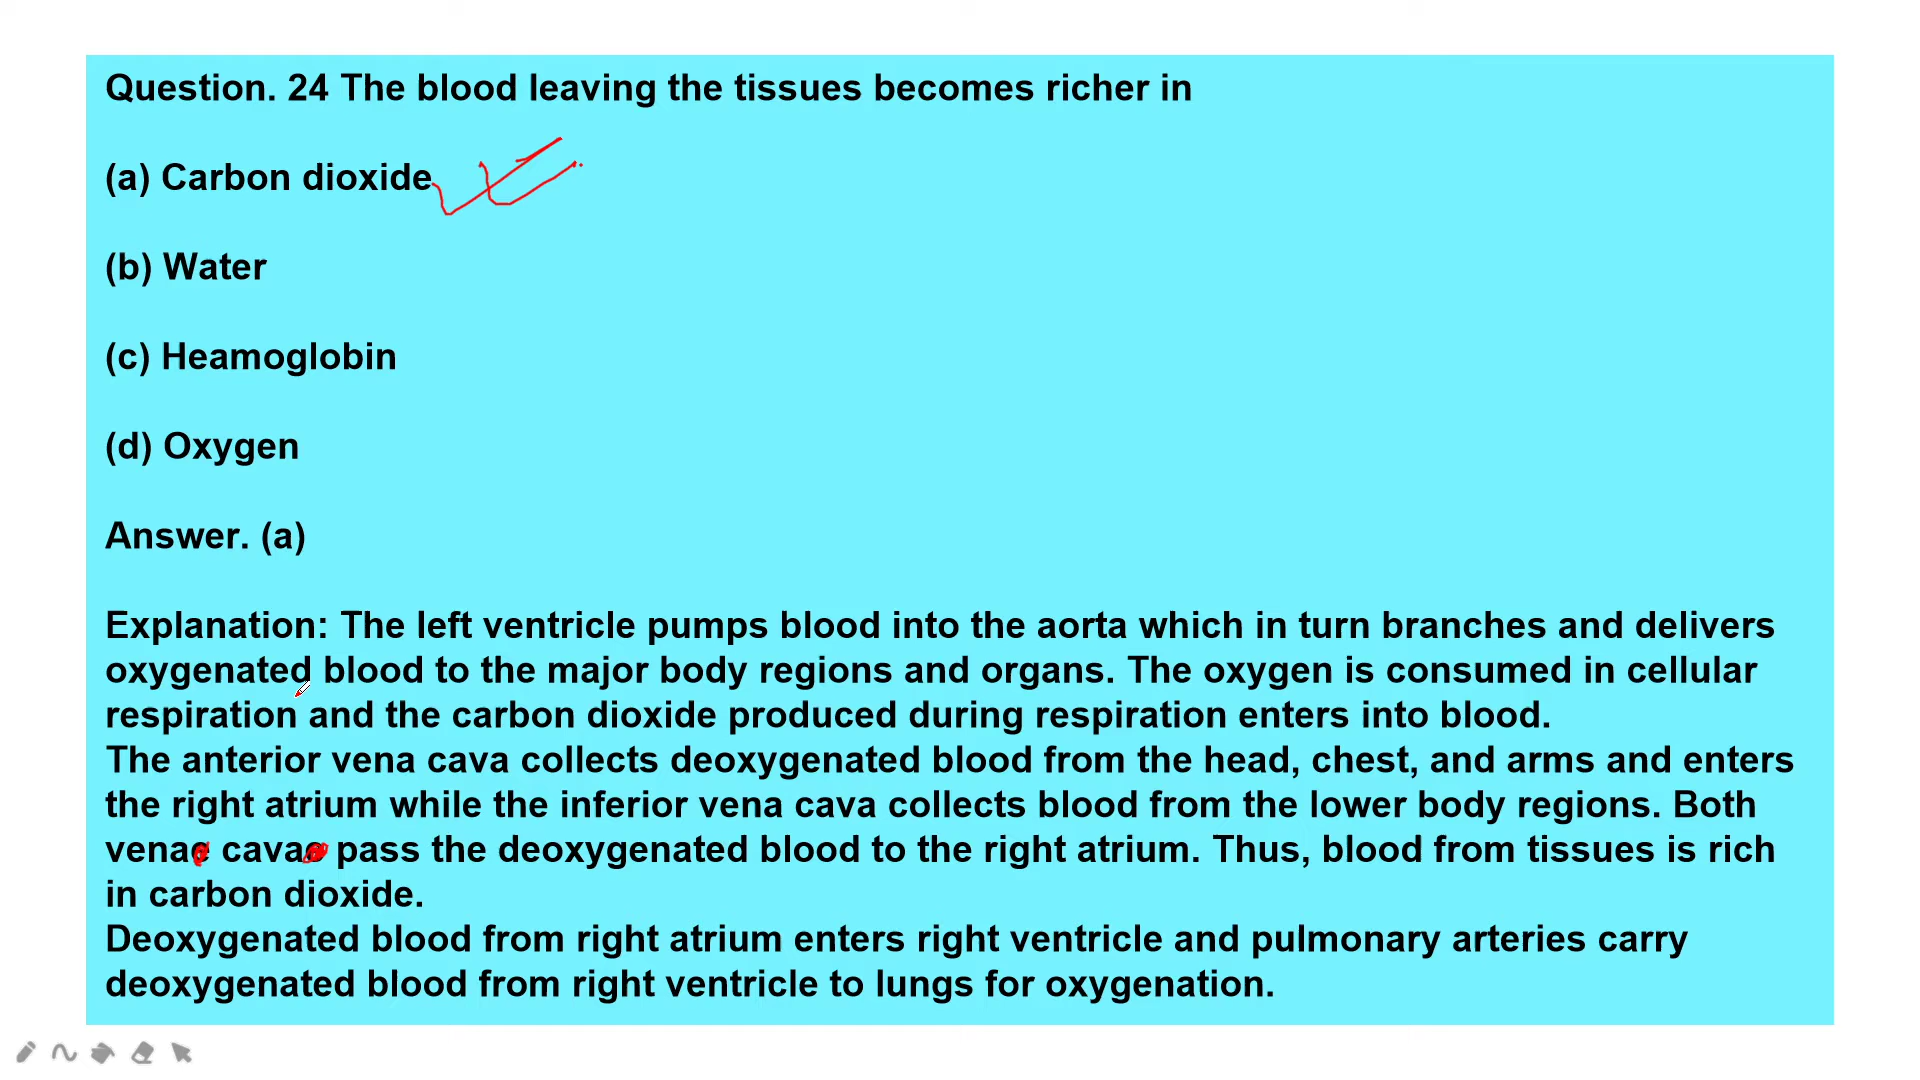 Question. 24 The blood leaving the tissues becomes richer in
(a) Carbon dioxide
(b) Water
(c) Heamoglobin
(d) Oxygen
Answer. (a)
Explanation: The left ventricle pumps blood into the aorta which in turn branches and delivers
oxygenated blood to the major body regions and organs. The oxygen is consumed in cellular
respiration and the carbon dioxide produced during respiration enters into blood.
The anterior vena cava collects deoxygenated blood from the head, chest, and arms and enters
the right atrium while the inferior vena cava collects blood from the lower body regions. Both
venae cavae pass the deoxygenated blood to the right atrium. Thus, blood from tissues is rich
in carbon dioxide.
Deoxygenated blood from right atrium enters right ventricle and pulmonary arteries carry
deoxygenated blood from right ventricle to lungs for oxygenation.